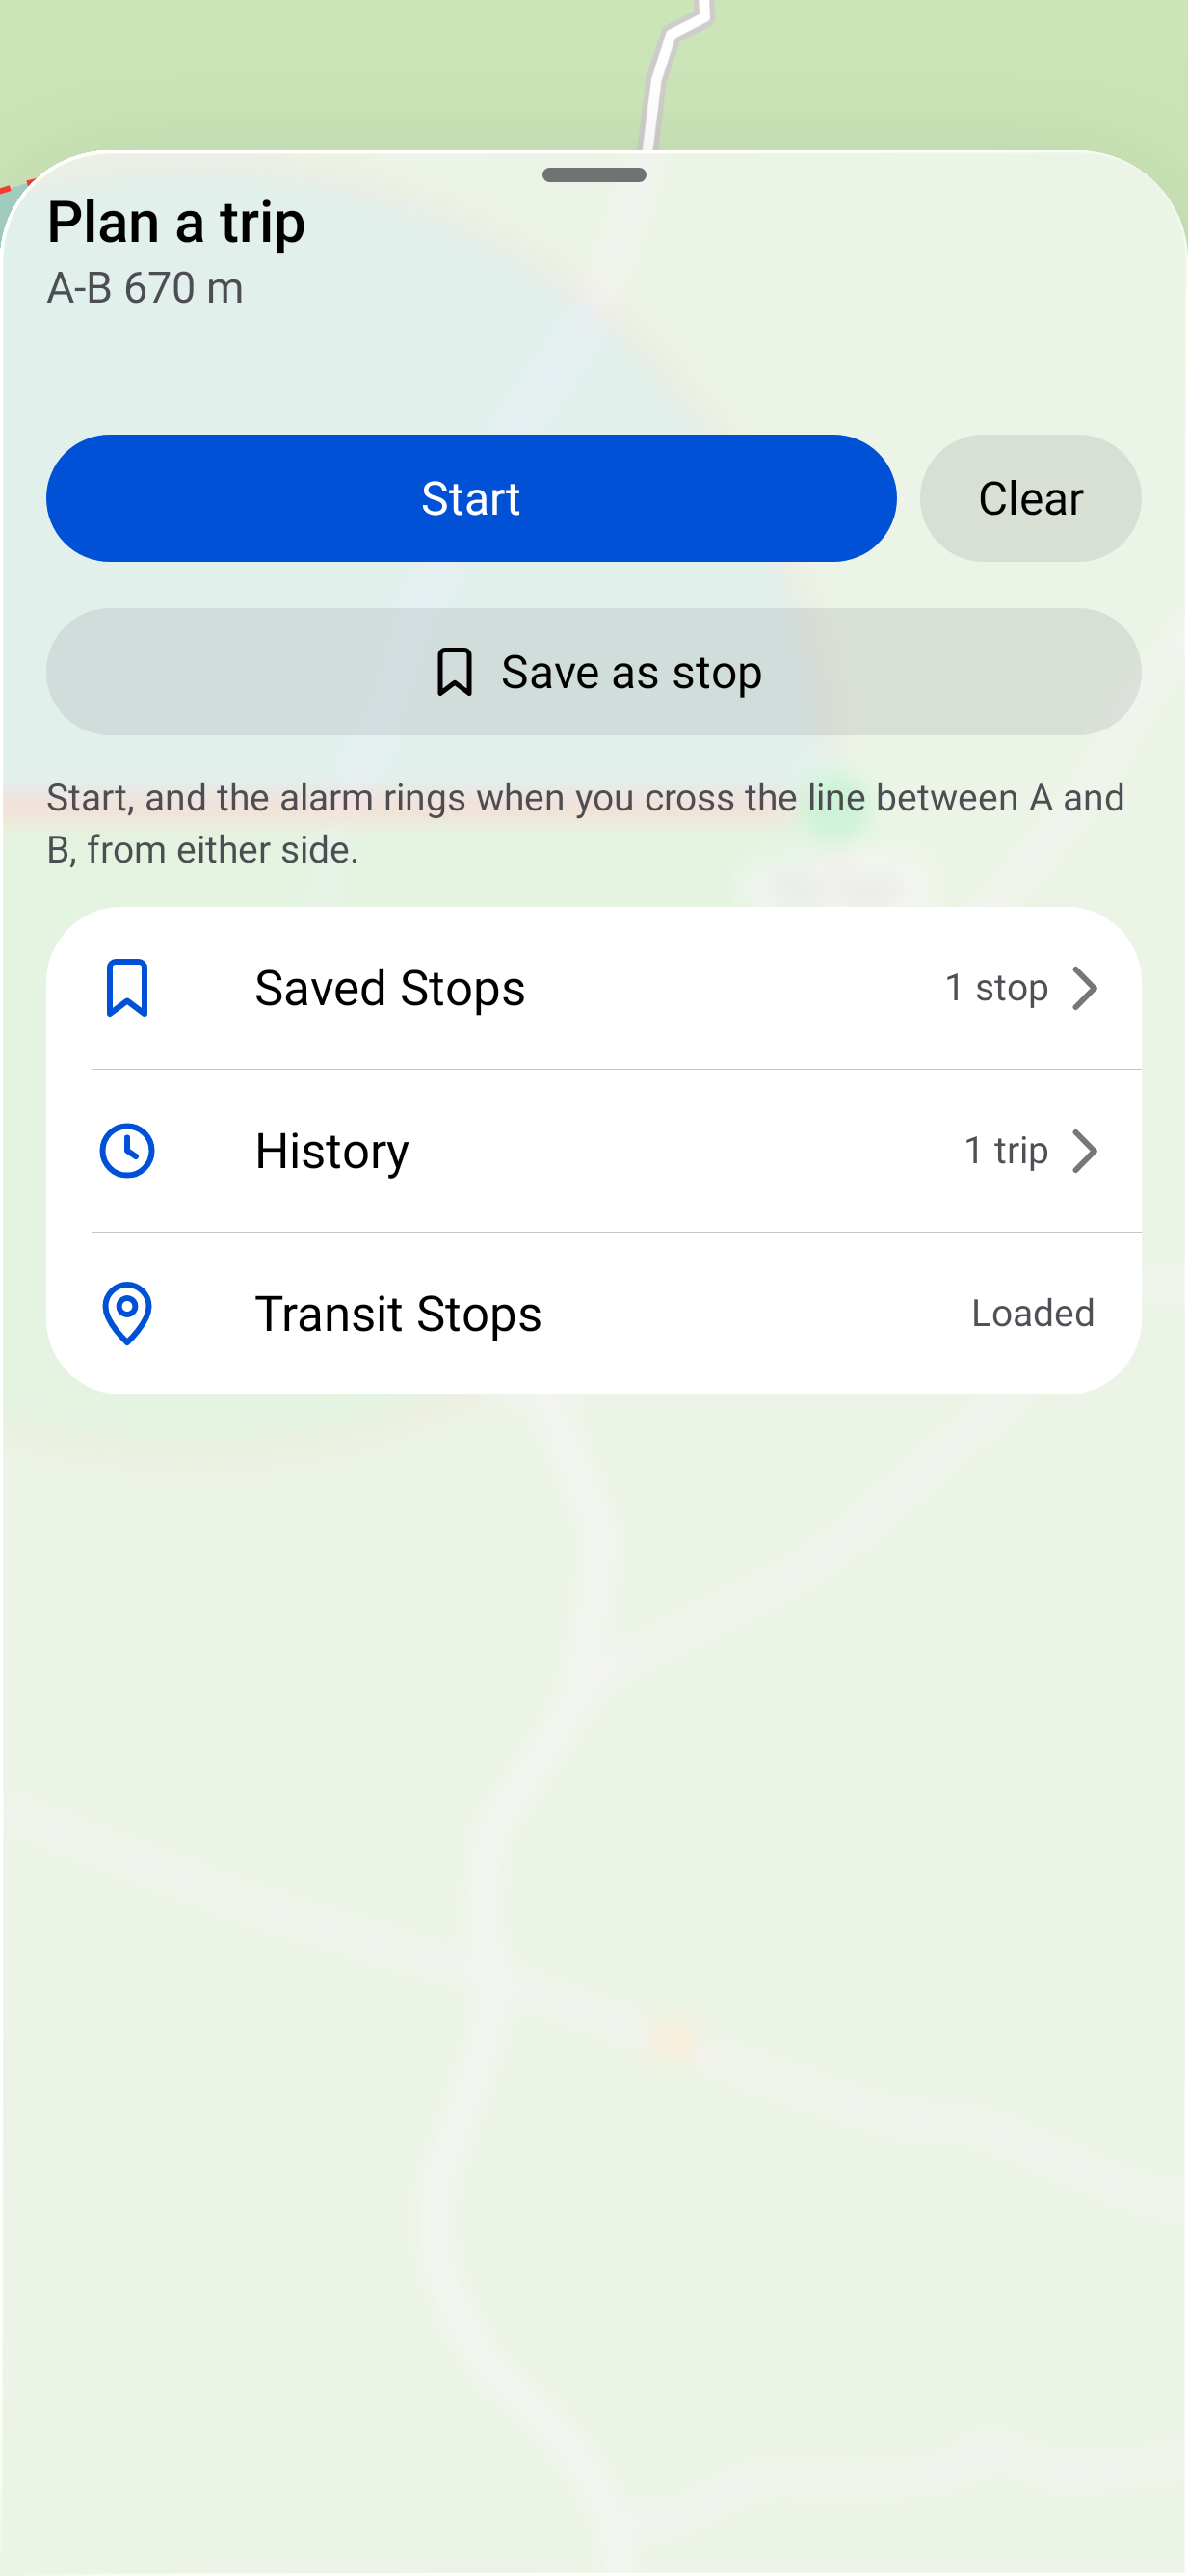 Plan a trip
A-B 670 m
Start
Clear
Save as stop
Start, and the alarm rings when you cross the line between A and
B, from either side.
Saved Stops
1 stop
History
1 trip
Transit Stops
Loaded